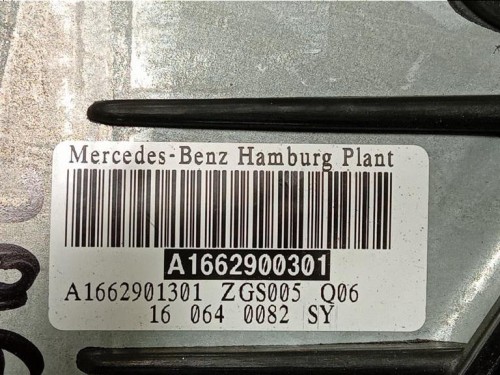 Mercedes-Benz Hamburg Plant
A1662900301
A1662901301 ZGS005 Q06
16 064 0082 SY